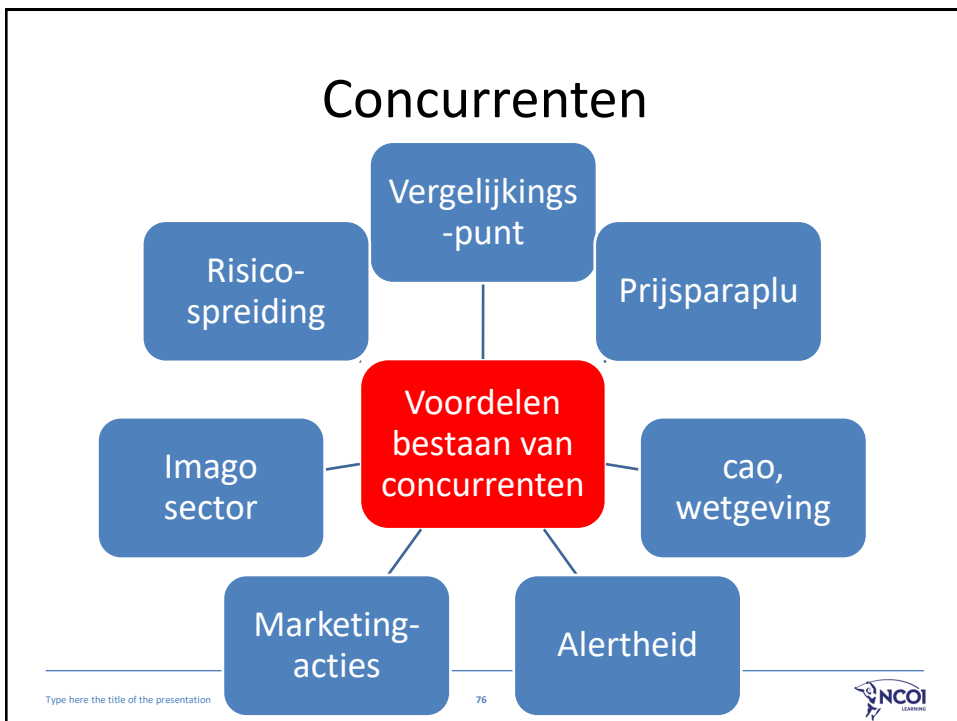 Concurrenten
Vergelijkings
-punt
Prijsparaplu
cao,
wetgeving
Alertheid
Marketing-
acties
Imago
sector
Risico-
spreiding
Voordelen
bestaan van
concurrenten
Type here the title of the presentation
76
NCOI
LEARNING